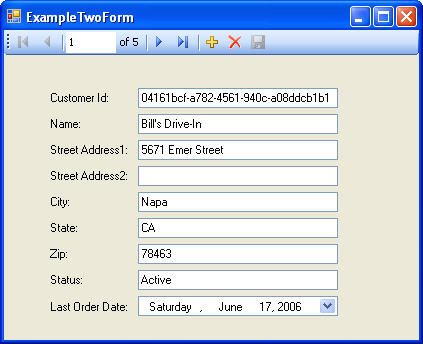 ExampleTwoForm
1 of 5
Customer Id: 04161bcf-a782-4561-940c-a08ddcb1b1
Name: Bill's Drive-In
Street Address1: 5671 Emer Street
Street Address2:
City: Napa
State: CA
Zip: 78463
Status: Active
Last Order Date: Saturday , June 17, 2006